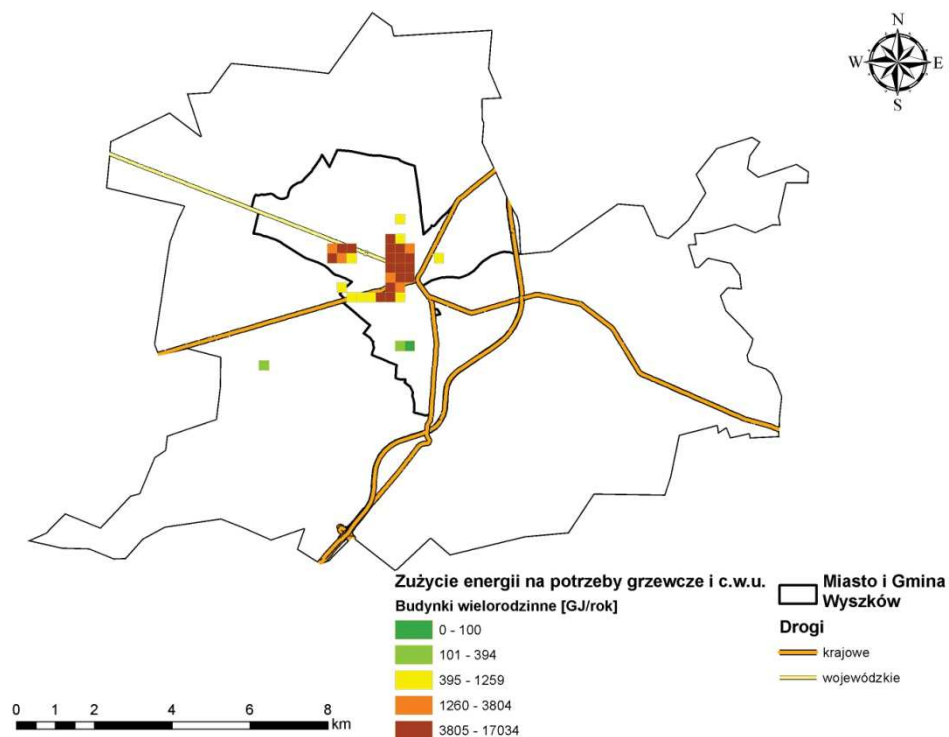 N
W E
S
Zużycie energii na potrzeby grzewcze i c.w.u.
Budynki wielorodzinne [GJ/rok]
0 - 100
101 - 394
395 - 1259
1260 - 3804
3805 - 17034
Miasto i Gmina
Wyszków
Drogi
krajowe
wojewódzkie
0 1 2 4 6 8
km